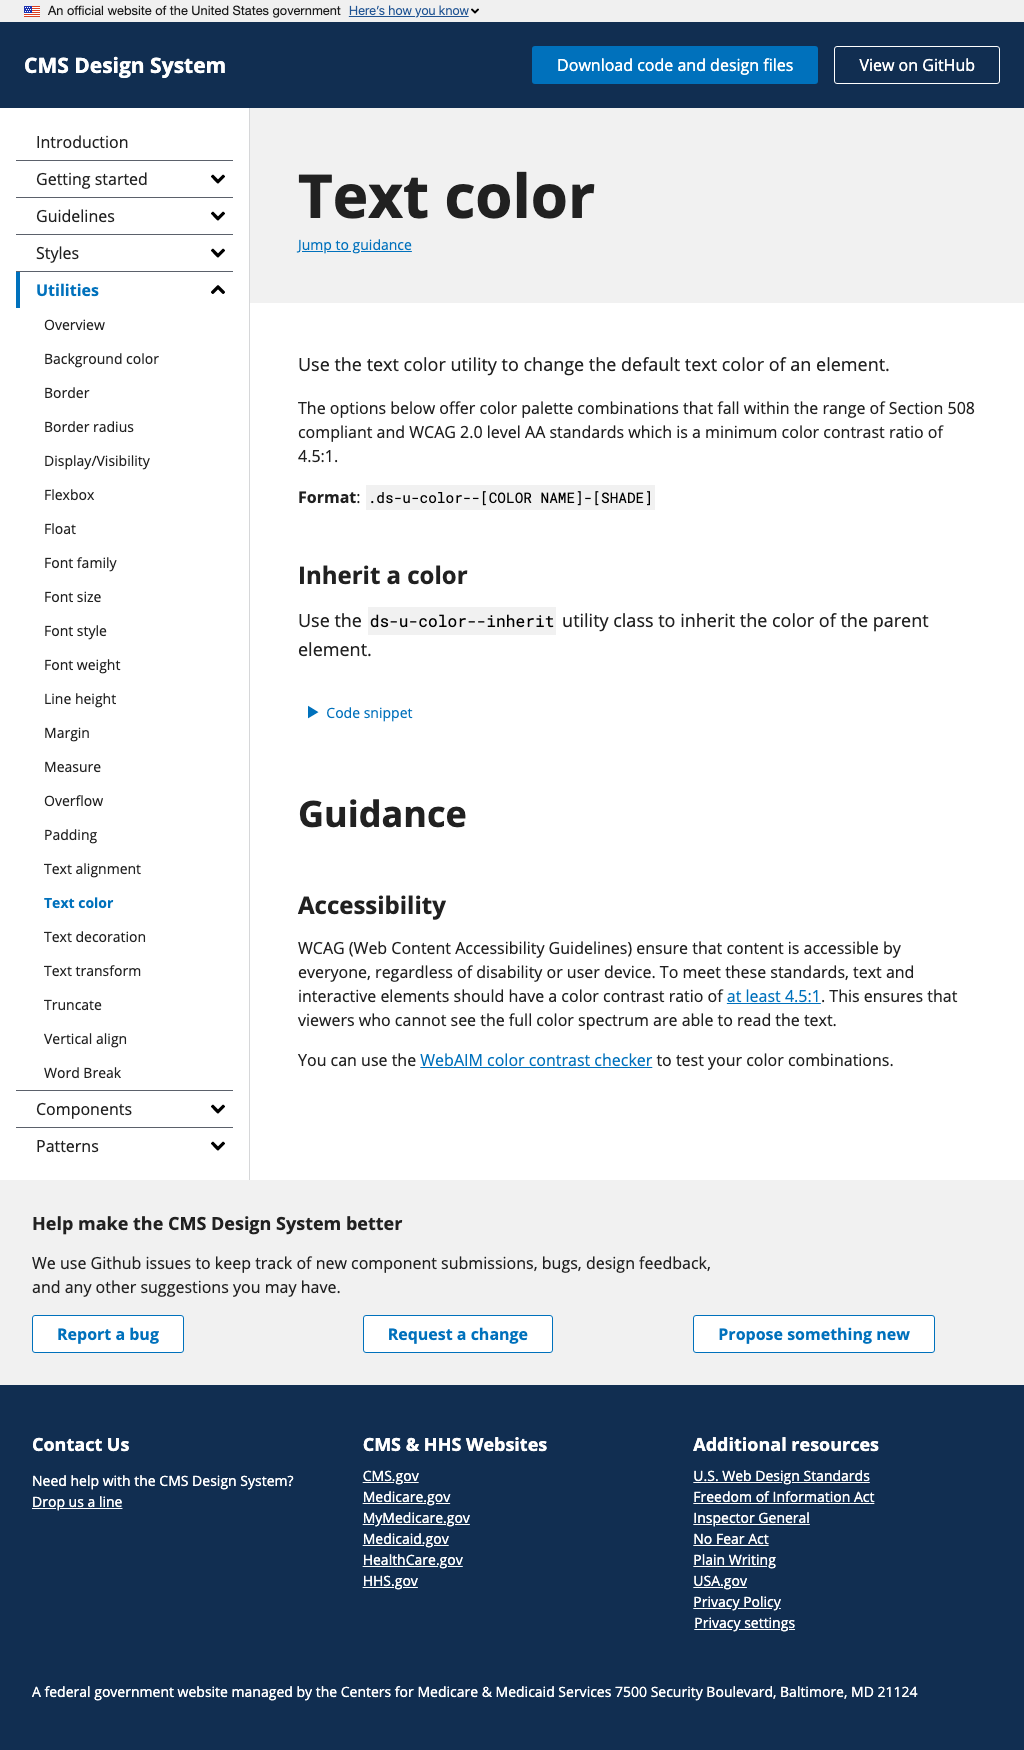 An official website of the United States government Here's how you know
CMS Design System
Download code and design files
View on GitHub
Introduction
Getting started
Guidelines
Styles
Utilities
Overview
Background color
Border
Border radius
Display/Visibility
Flexbox
Float
Font family
Font size
Font style
Font weight
Line height
Margin
Measure
Overflow
Padding
Text alignment
Text color
Text decoration
Text transform
Truncate
Vertical align
Word Break
Components
Patterns
Text color
Jump to guidance
Use the text color utility to change the default text color of an element.
The options below offer color palette combinations that fall within the range of Section 508
compliant and WCAG 2.0 level AA standards which is a minimum color contrast ratio of
4.5:1.
Format: .ds-u-color--[COLOR NAME]-[SHADE]
Inherit a color
Use the ds-u-color--inherit utility class to inherit the color of the parent
element.
Code snippet
Guidance
Accessibility
WCAG (Web Content Accessibility Guidelines) ensure that content is accessible by
everyone, regardless of disability or user device. To meet these standards, text and
interactive elements should have a color contrast ratio of at least 4.5:1. This ensures that
viewers who cannot see the full color spectrum are able to read the text.
You can use the WebAIM color contrast checker to test your color combinations.
Help make the CMS Design System better
We use Github issues to keep track of new component submissions, bugs, design feedback,
and any other suggestions you may have.
Report a bug
Request a change
Propose something new
Contact Us
Need help with the CMS Design System?
Drop us a line
CMS & HHS Websites
CMS.gov
Medicare.gov
MyMedicare.gov
Medicaid.gov
HealthCare.gov
HHS.gov
Additional resources
U.S. Web Design Standards
Freedom of Information Act
Inspector General
No Fear Act
Plain Writing
USA.gov
Privacy Policy
Privacy settings
A federal government website managed by the Centers for Medicare & Medicaid Services 7500 Security Boulevard, Baltimore, MD 21124